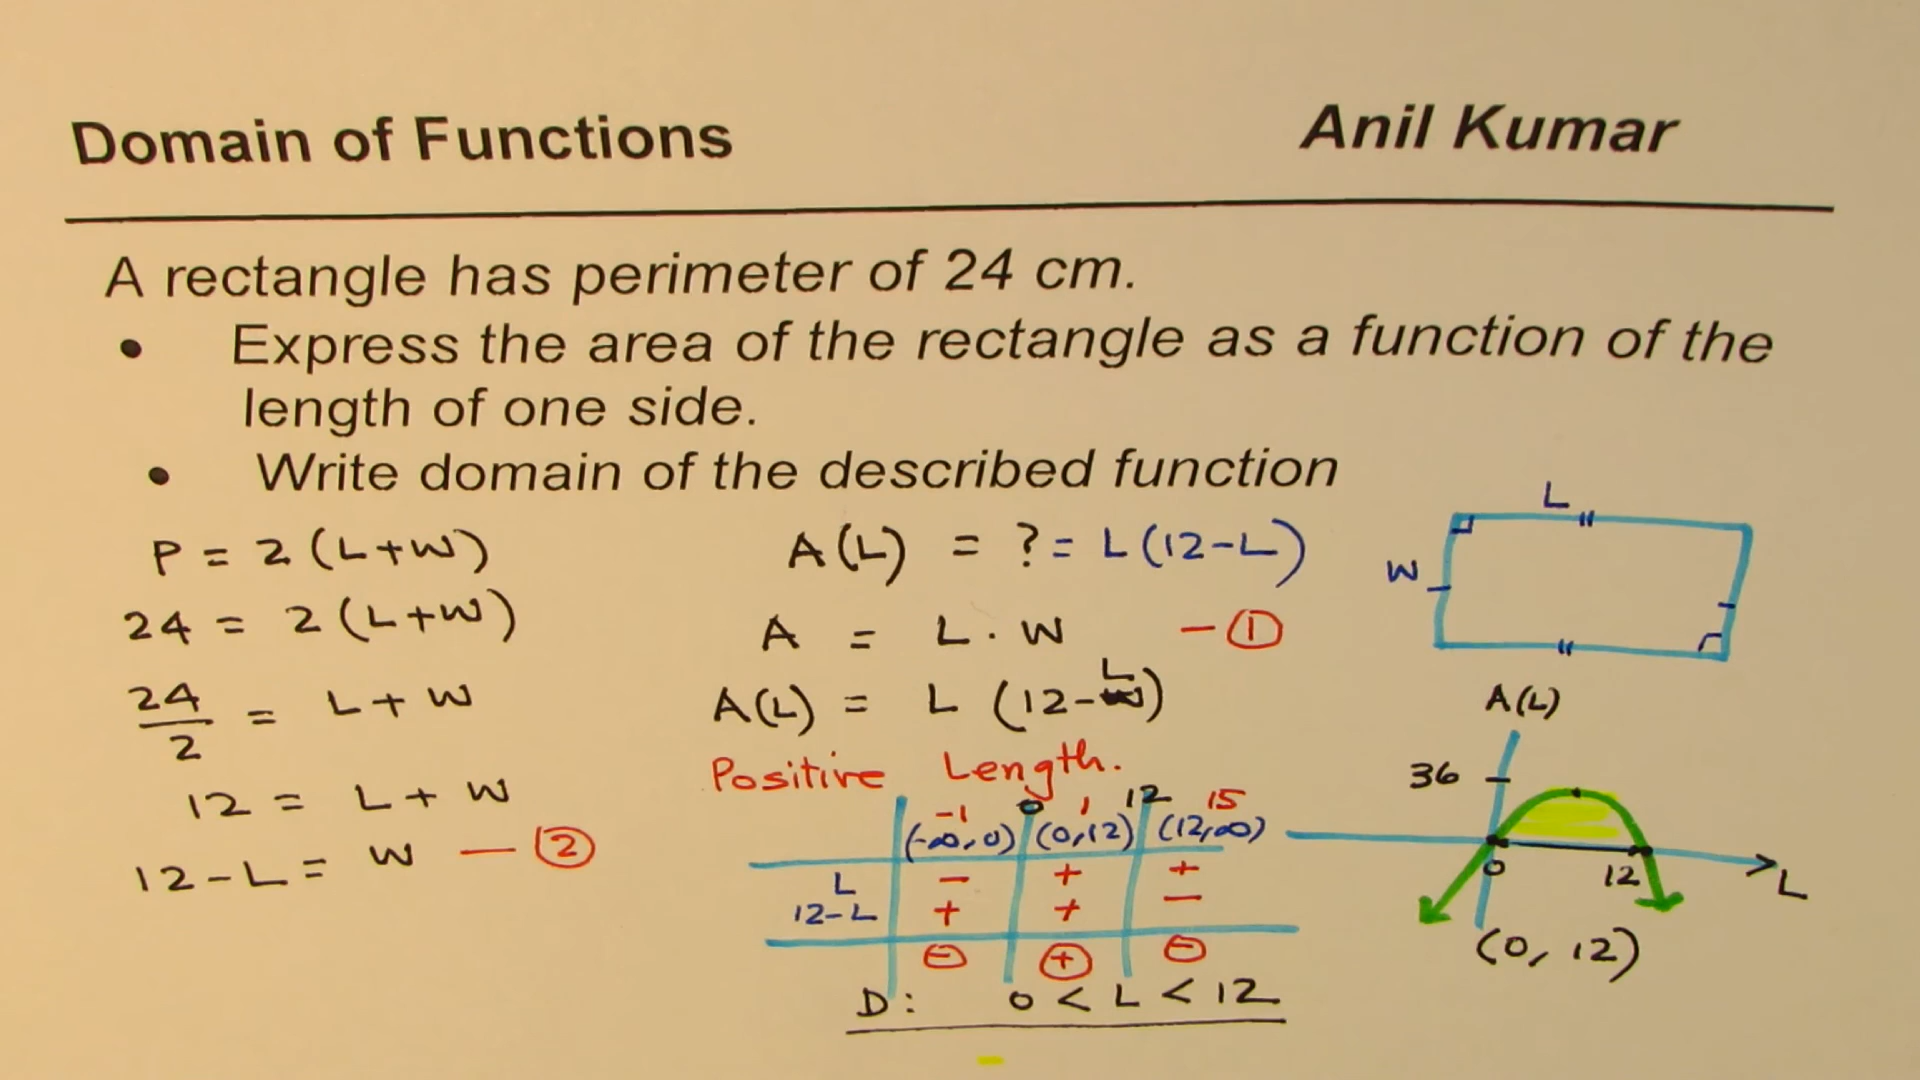 Domain of Functions
Anil Kumar
A rectangle has perimeter of 24 cm.
• Express the area of the rectangle as a function of the
length of one side.
• Write domain of the described function
P = 2 (L+W)
24 = 2 (L+W)
24/2 = L + W
12 = L + W
12 - L = W — ②
A(L) = ? = L (12-L)
A = L . W — ①
A(L) = L (12-L)
Positive Length.
0 12
-1 1 15
(-∞, 0) (0, 12) (12, ∞)
L - + +
12-L + + -
⊖ ⊕ ⊖
D: 0 < L < 12
L
W
A(L)
36
0 12 L
(0, 12)